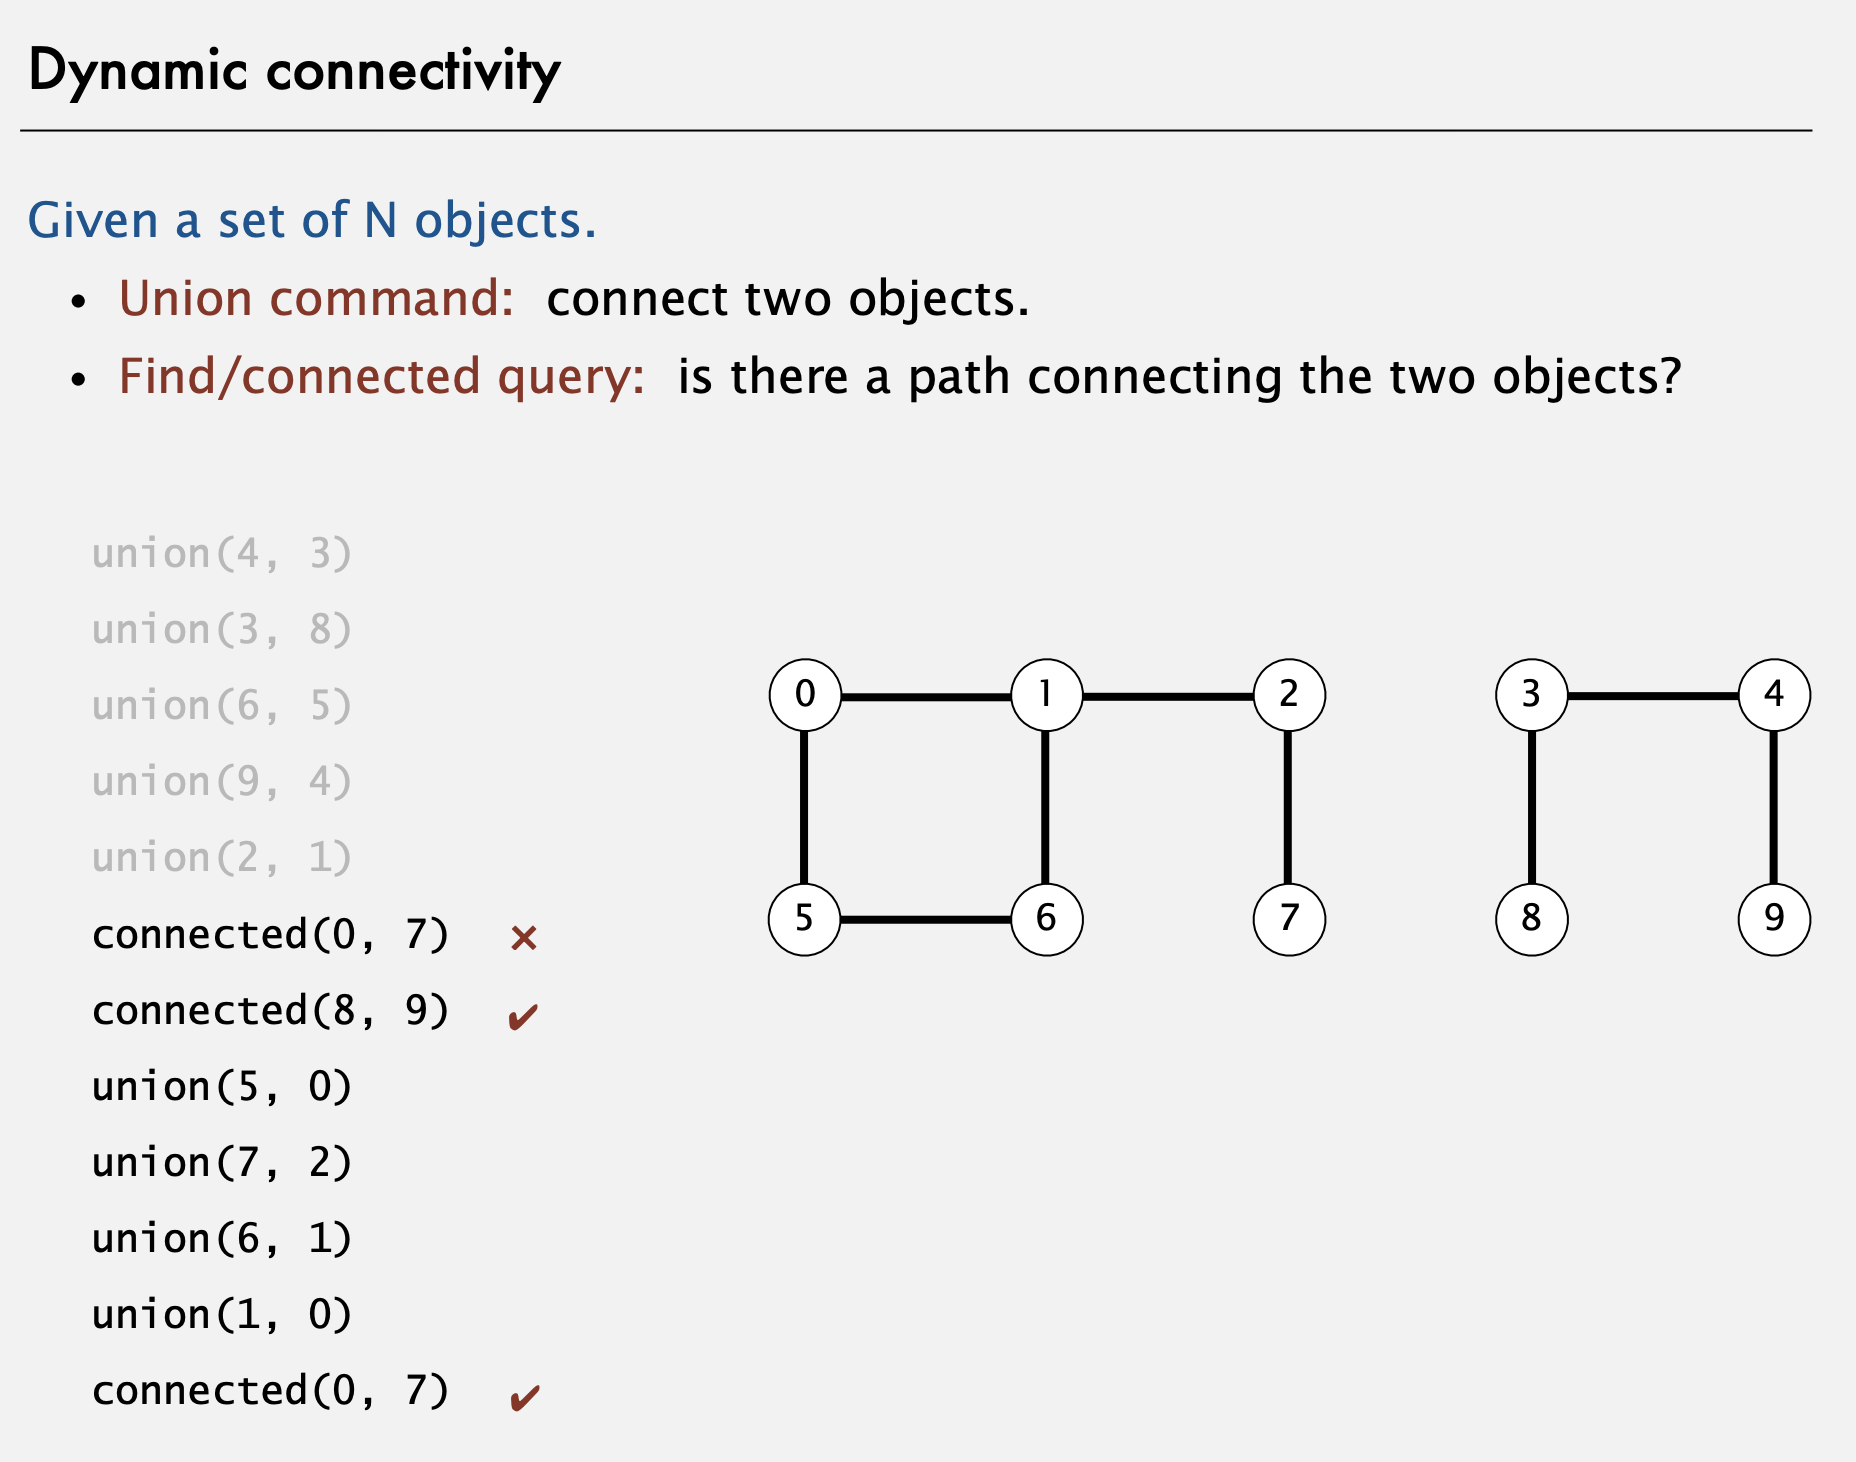 Dynamic connectivity
Given a set of N objects.
• Union command: connect two objects.
• Find/connected query: is there a path connecting the two objects?
union(4, 3)
union(3, 8)
union(6, 5)
union(9, 4)
union(2, 1)
connected(0, 7) ×
connected(8, 9) ✔
union(5, 0)
union(7, 2)
union(6, 1)
union(1, 0)
connected(0, 7) ✔
0 1 2 3 4
5 6 7 8 9